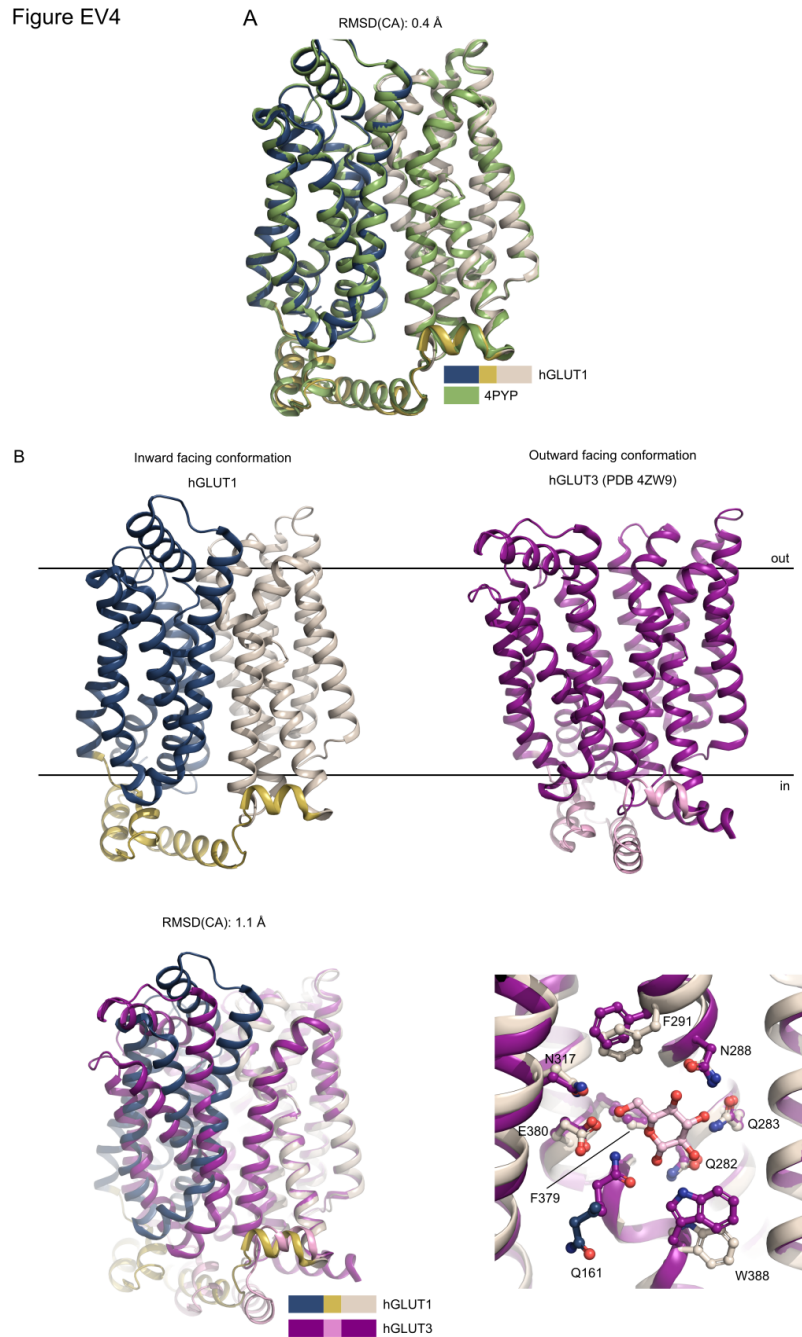 Figure EV4
A
RMSD(CA): 0.4 Å
hGLUT1
4PYP
B
Inward facing conformation
hGLUT1
Outward facing conformation
hGLUT3 (PDB 4ZW9)
out
in
RMSD(CA): 1.1 Å
hGLUT1
hGLUT3
F291
N317
N288
E380
Q283
Q282
F379
Q161
W388